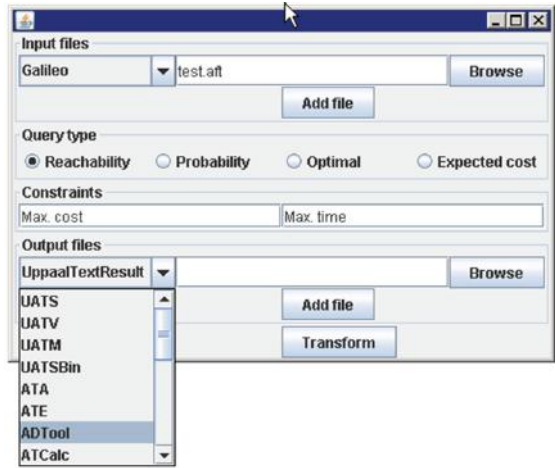 Input files
Galileo test.aft Browse
Add file
Query type
Reachability Probability Optimal Expected cost
Constraints
Max. cost Max. time
Output files
UppaalTextResult Browse
UATS
Add file
UATV
UATM
Transform
UATSBin
ATA
ATE
ADTool
ATCalc